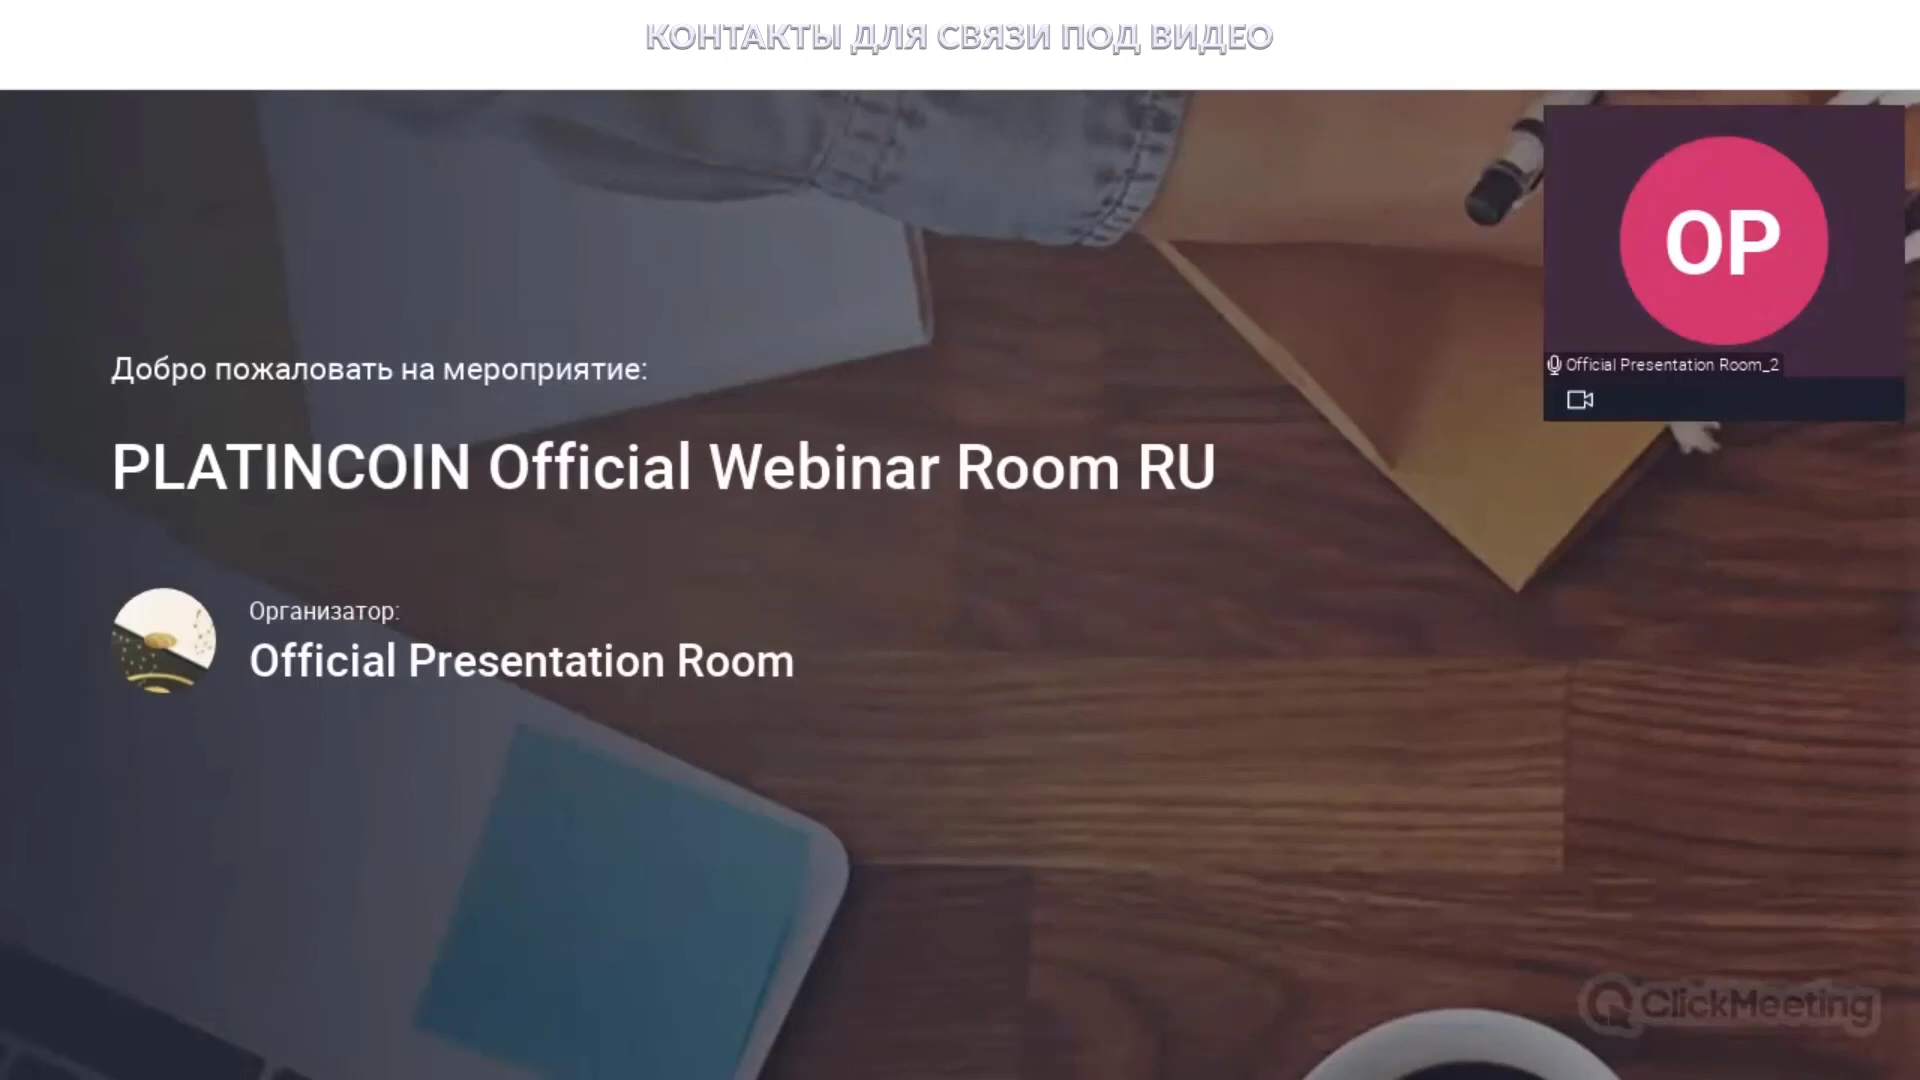 КОНТАКТЫ ДЛЯ СВЯЗИ ПОД ВИДЕО
OP
Official Presentation Room_2
Добро пожаловать на мероприятие:
PLATINCOIN Official Webinar Room RU
Организатор:
Official Presentation Room
ClickMeeting